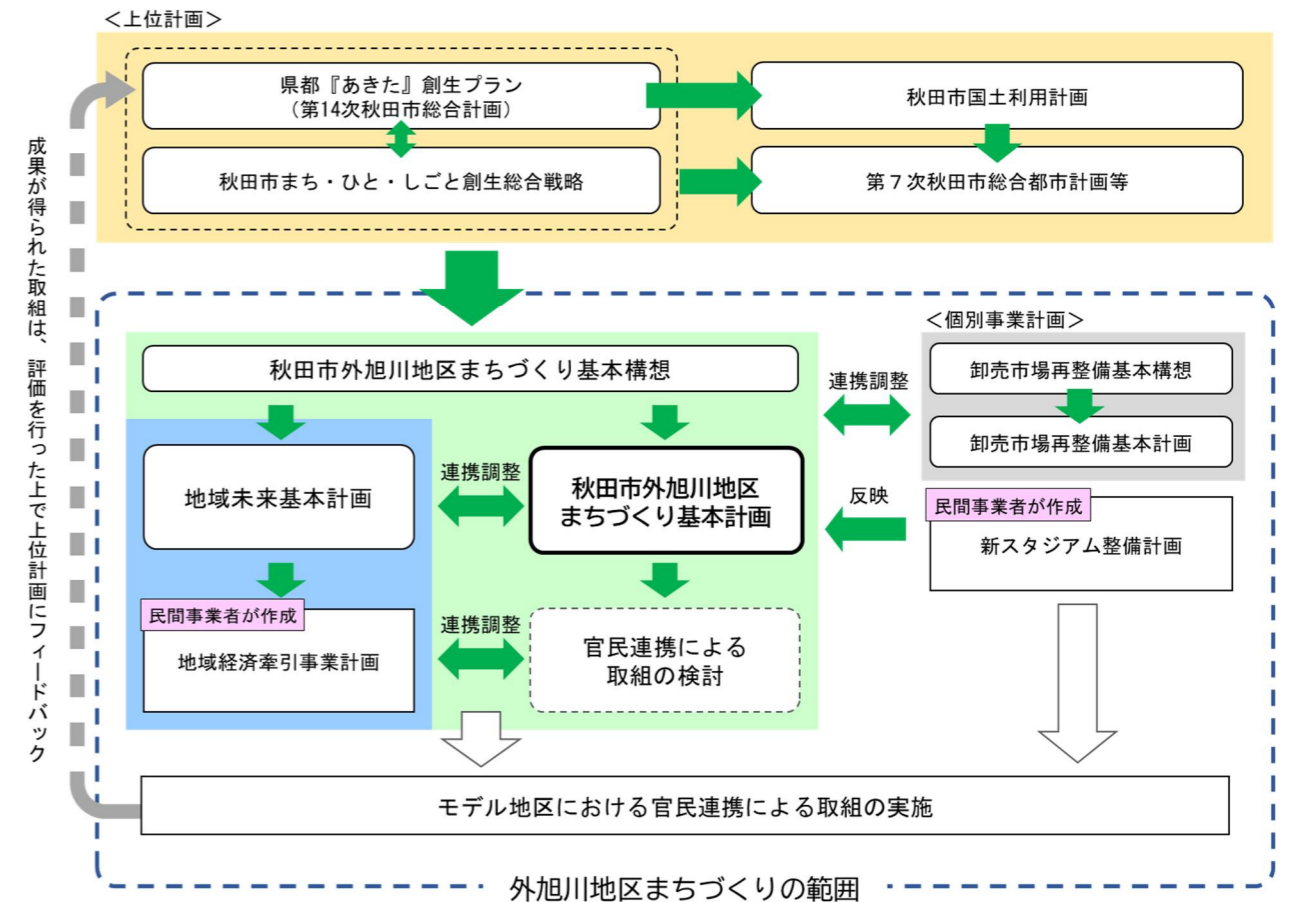 ＜上位計画＞
県都『あきた』創生プラン
（第14次秋田市総合計画）
秋田市国土利用計画
秋田市まち・ひと・しごと創生総合戦略
第７次秋田市総合都市計画等
成果が得られた取組は、評価を行った上で上位計画にフィードバック
秋田市外旭川地区まちづくり基本構想
地域未来基本計画
連携調整
秋田市外旭川地区
まちづくり基本計画
民間事業者が作成
地域経済牽引事業計画
連携調整
官民連携による
取組の検討
連携調整
＜個別事業計画＞
卸売市場再整備基本構想
卸売市場再整備基本計画
反映
民間事業者が作成
新スタジアム整備計画
モデル地区における官民連携による取組の実施
外旭川地区まちづくりの範囲